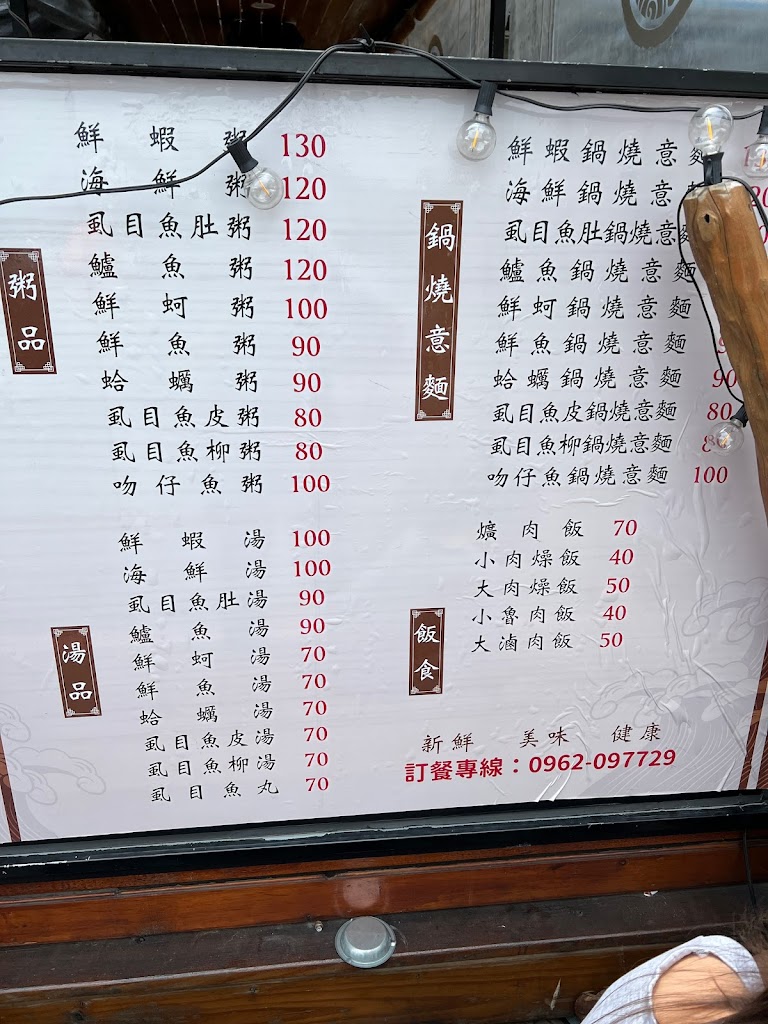 粥品
鮮蝦粥 130
海鮮粥 120
虱目魚肚粥 120
鱸魚粥 120
鮮蚵粥 100
鮮魚粥 90
蛤蠣粥 90
虱目魚皮粥 80
虱目魚柳粥 80
吻仔魚粥 100
湯品
鮮蝦湯 100
海鮮湯 100
虱目魚肚湯 90
鱸魚湯 90
鮮蚵湯 70
鮮魚湯 70
蛤蠣湯 70
虱目魚皮湯 70
虱目魚柳湯 70
虱目魚丸 70
鍋燒意麵
鮮蝦鍋燒意麵
海鮮鍋燒意麵
虱目魚肚鍋燒意麵
鱸魚鍋燒意麵
鮮蚵鍋燒意麵
鮮魚鍋燒意麵
蛤蠣鍋燒意麵 90
虱目魚皮鍋燒意麵 80
虱目魚柳鍋燒意麵
吻仔魚鍋燒意麵 100
飯食
爌肉飯 70
小肉燥飯 40
大肉燥飯 50
小魯肉飯 40
大滷肉飯 50
新鮮 美味 健康
訂餐專線：0962-097729